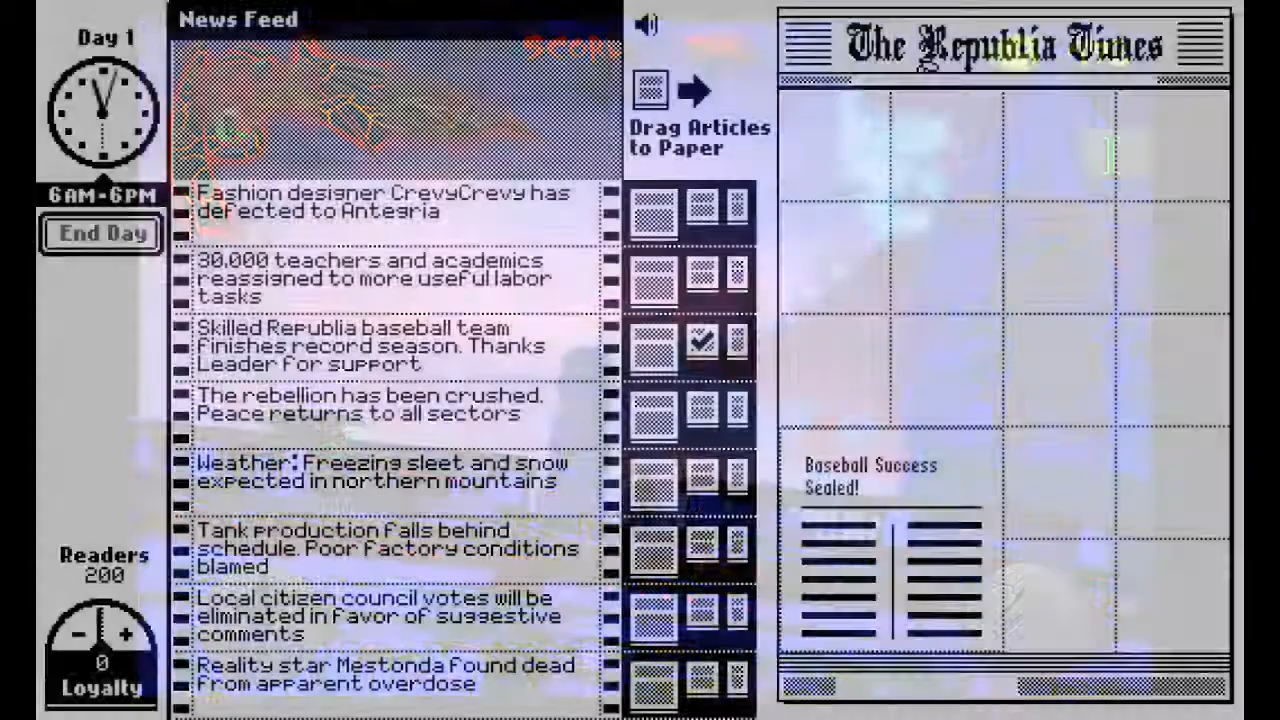 News Feed
Day 1
6AM-6PM
End Day
Readers
200
- +
0
Loyalty
Fashion designer CrevyCrevy has
defected to Antegria
30,000 teachers and academics
reassigned to more useful labor
tasks
Skilled Republia baseball team
finishes record season. Thanks
Leader for support
The rebellion has been crushed.
Peace returns to all sectors
Weather: Freezing sleet and snow
expected in northern mountains
Tank production falls behind
schedule. Poor factory conditions
blamed
Local citizen council votes will be
eliminated in favor of suggestive
comments
Reality star Mestonda found dead
from apparent overdose
Drag Articles
to Paper
The Republia Times
Baseball Success
Sealed!